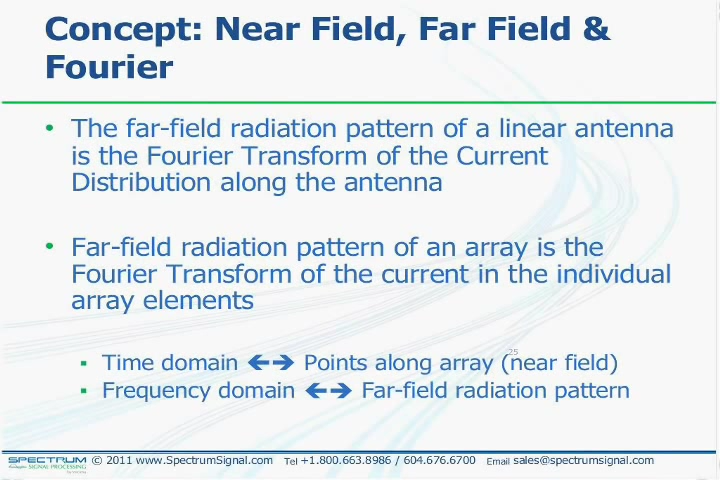 Concept: Near Field, Far Field &
Fourier
• The far-field radiation pattern of a linear antenna
is the Fourier Transform of the Current
Distribution along the antenna
• Far-field radiation pattern of an array is the
Fourier Transform of the current in the individual
array elements
▪ Time domain 🡸🡺 Points along array (near field)
25
▪ Frequency domain 🡸🡺 Far-field radiation pattern
SPECTRUM
SIGNAL PROCESSING
© 2011 www.SpectrumSignal.com Tel +1.800.663.8986 / 604.676.6700 Email sales@spectrumsignal.com